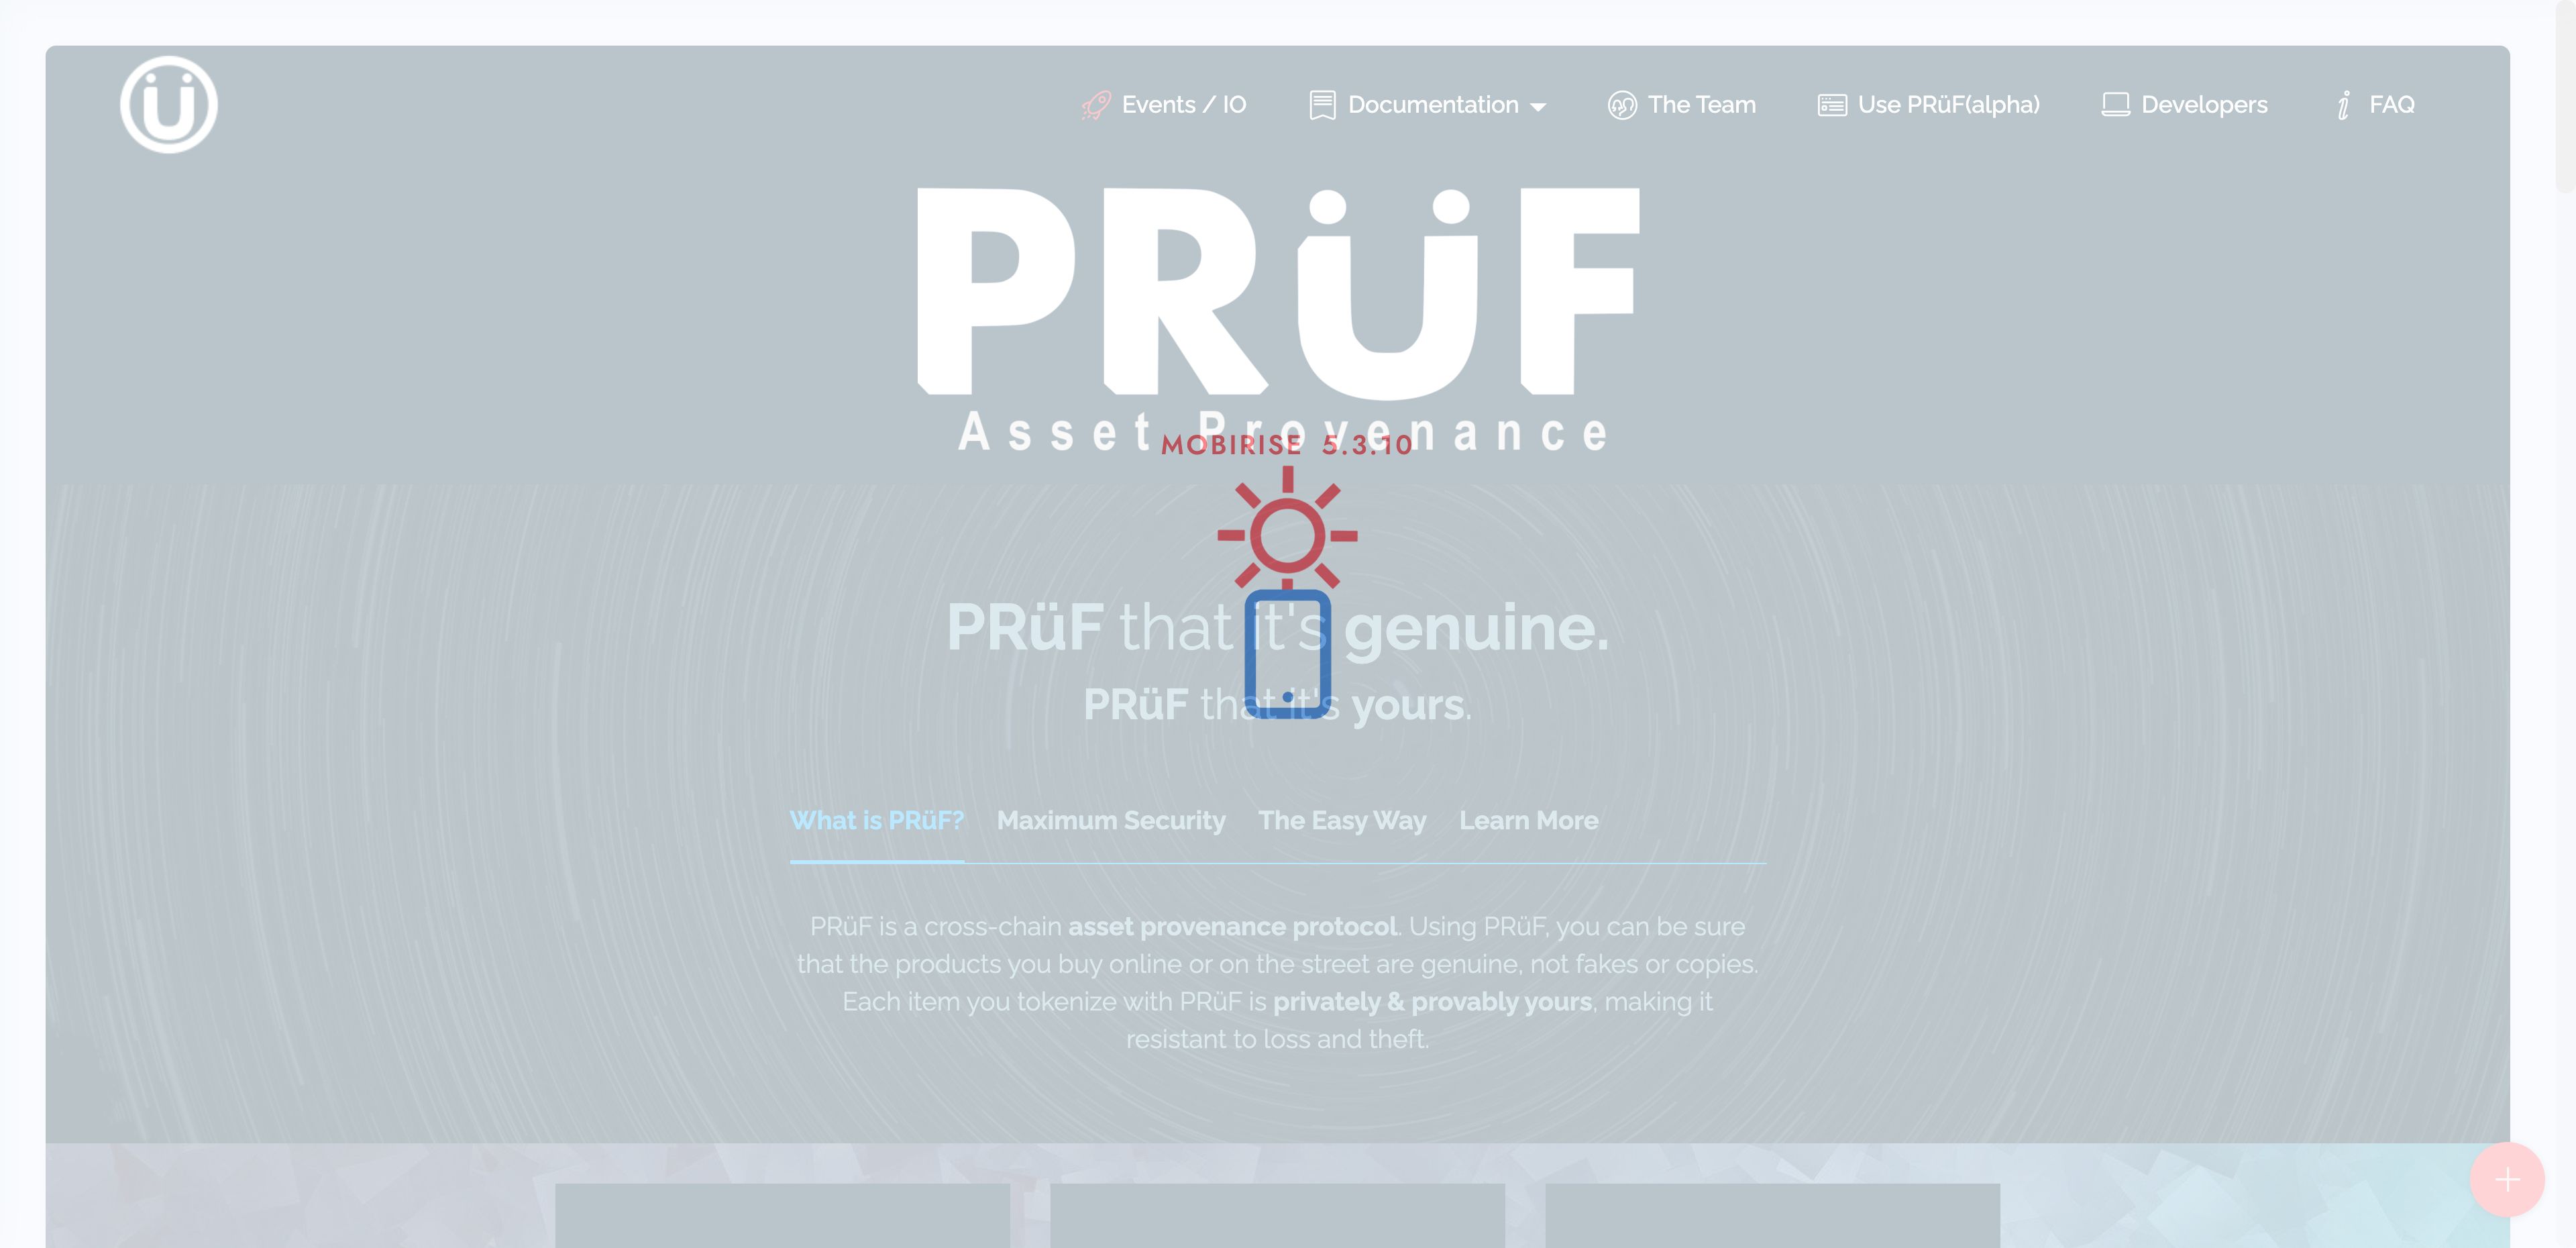 Ü
Events / IO
Documentation
The Team
Use PRüF(alpha)
Developers
FAQ
PRüF
Asset Provenance
MOBIRISE 5.3.10
PRüF that it's genuine.
PRüF that it's yours.
What is PRüF?
Maximum Security
The Easy Way
Learn More
PRüF is a cross-chain asset provenance protocol. Using PRüF, you can be sure
that the products you buy online or on the street are genuine, not fakes or copies.
Each item you tokenize with PRüF is privately & provably yours, making it
resistant to loss and theft.